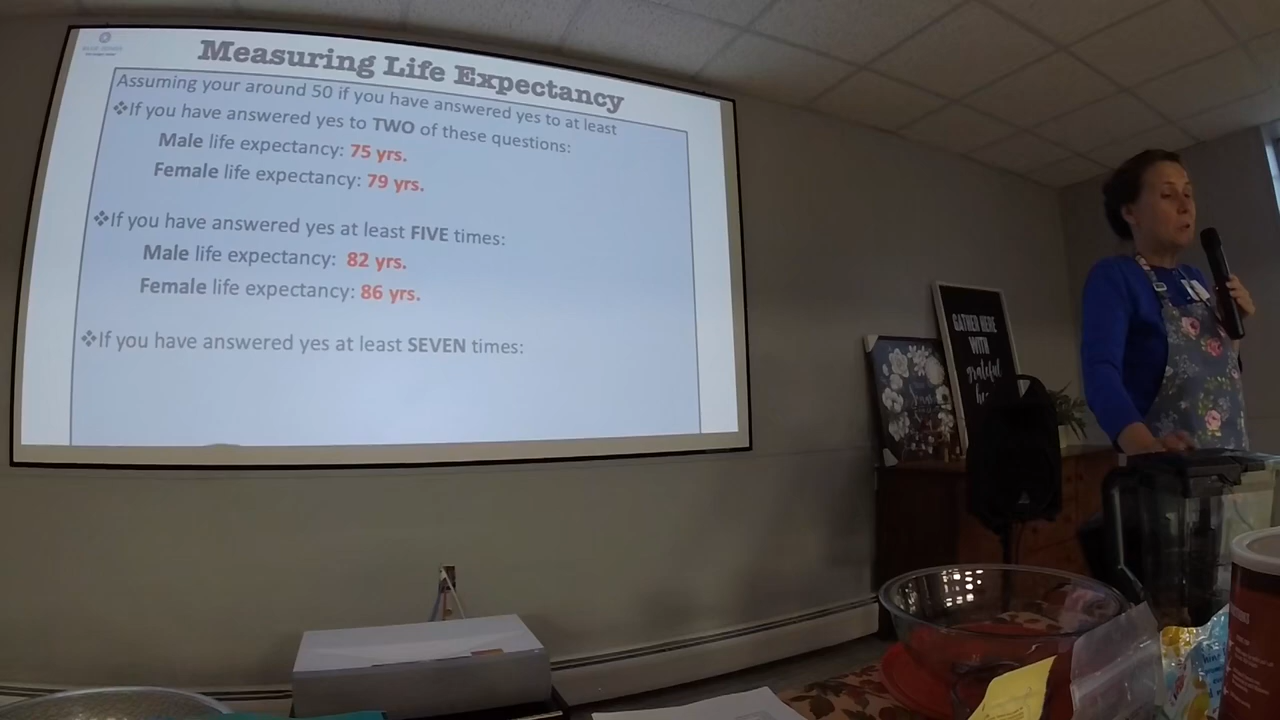 Measuring Life Expectancy
Assuming your around 50 if you have answered yes to at least
❖If you have answered yes to TWO of these questions:
Male life expectancy: 75 yrs.
Female life expectancy: 79 yrs.
❖If you have answered yes at least FIVE times:
Male life expectancy: 82 yrs.
Female life expectancy: 86 yrs.
❖If you have answered yes at least SEVEN times:
GATHER HERE
WITH
grateful